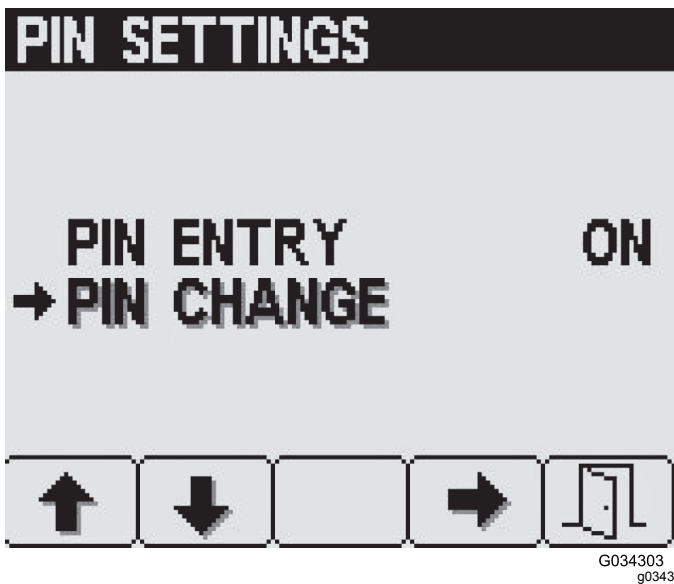 PIN SETTINGS
PIN ENTRY ON
PIN CHANGE
G034303
g0343